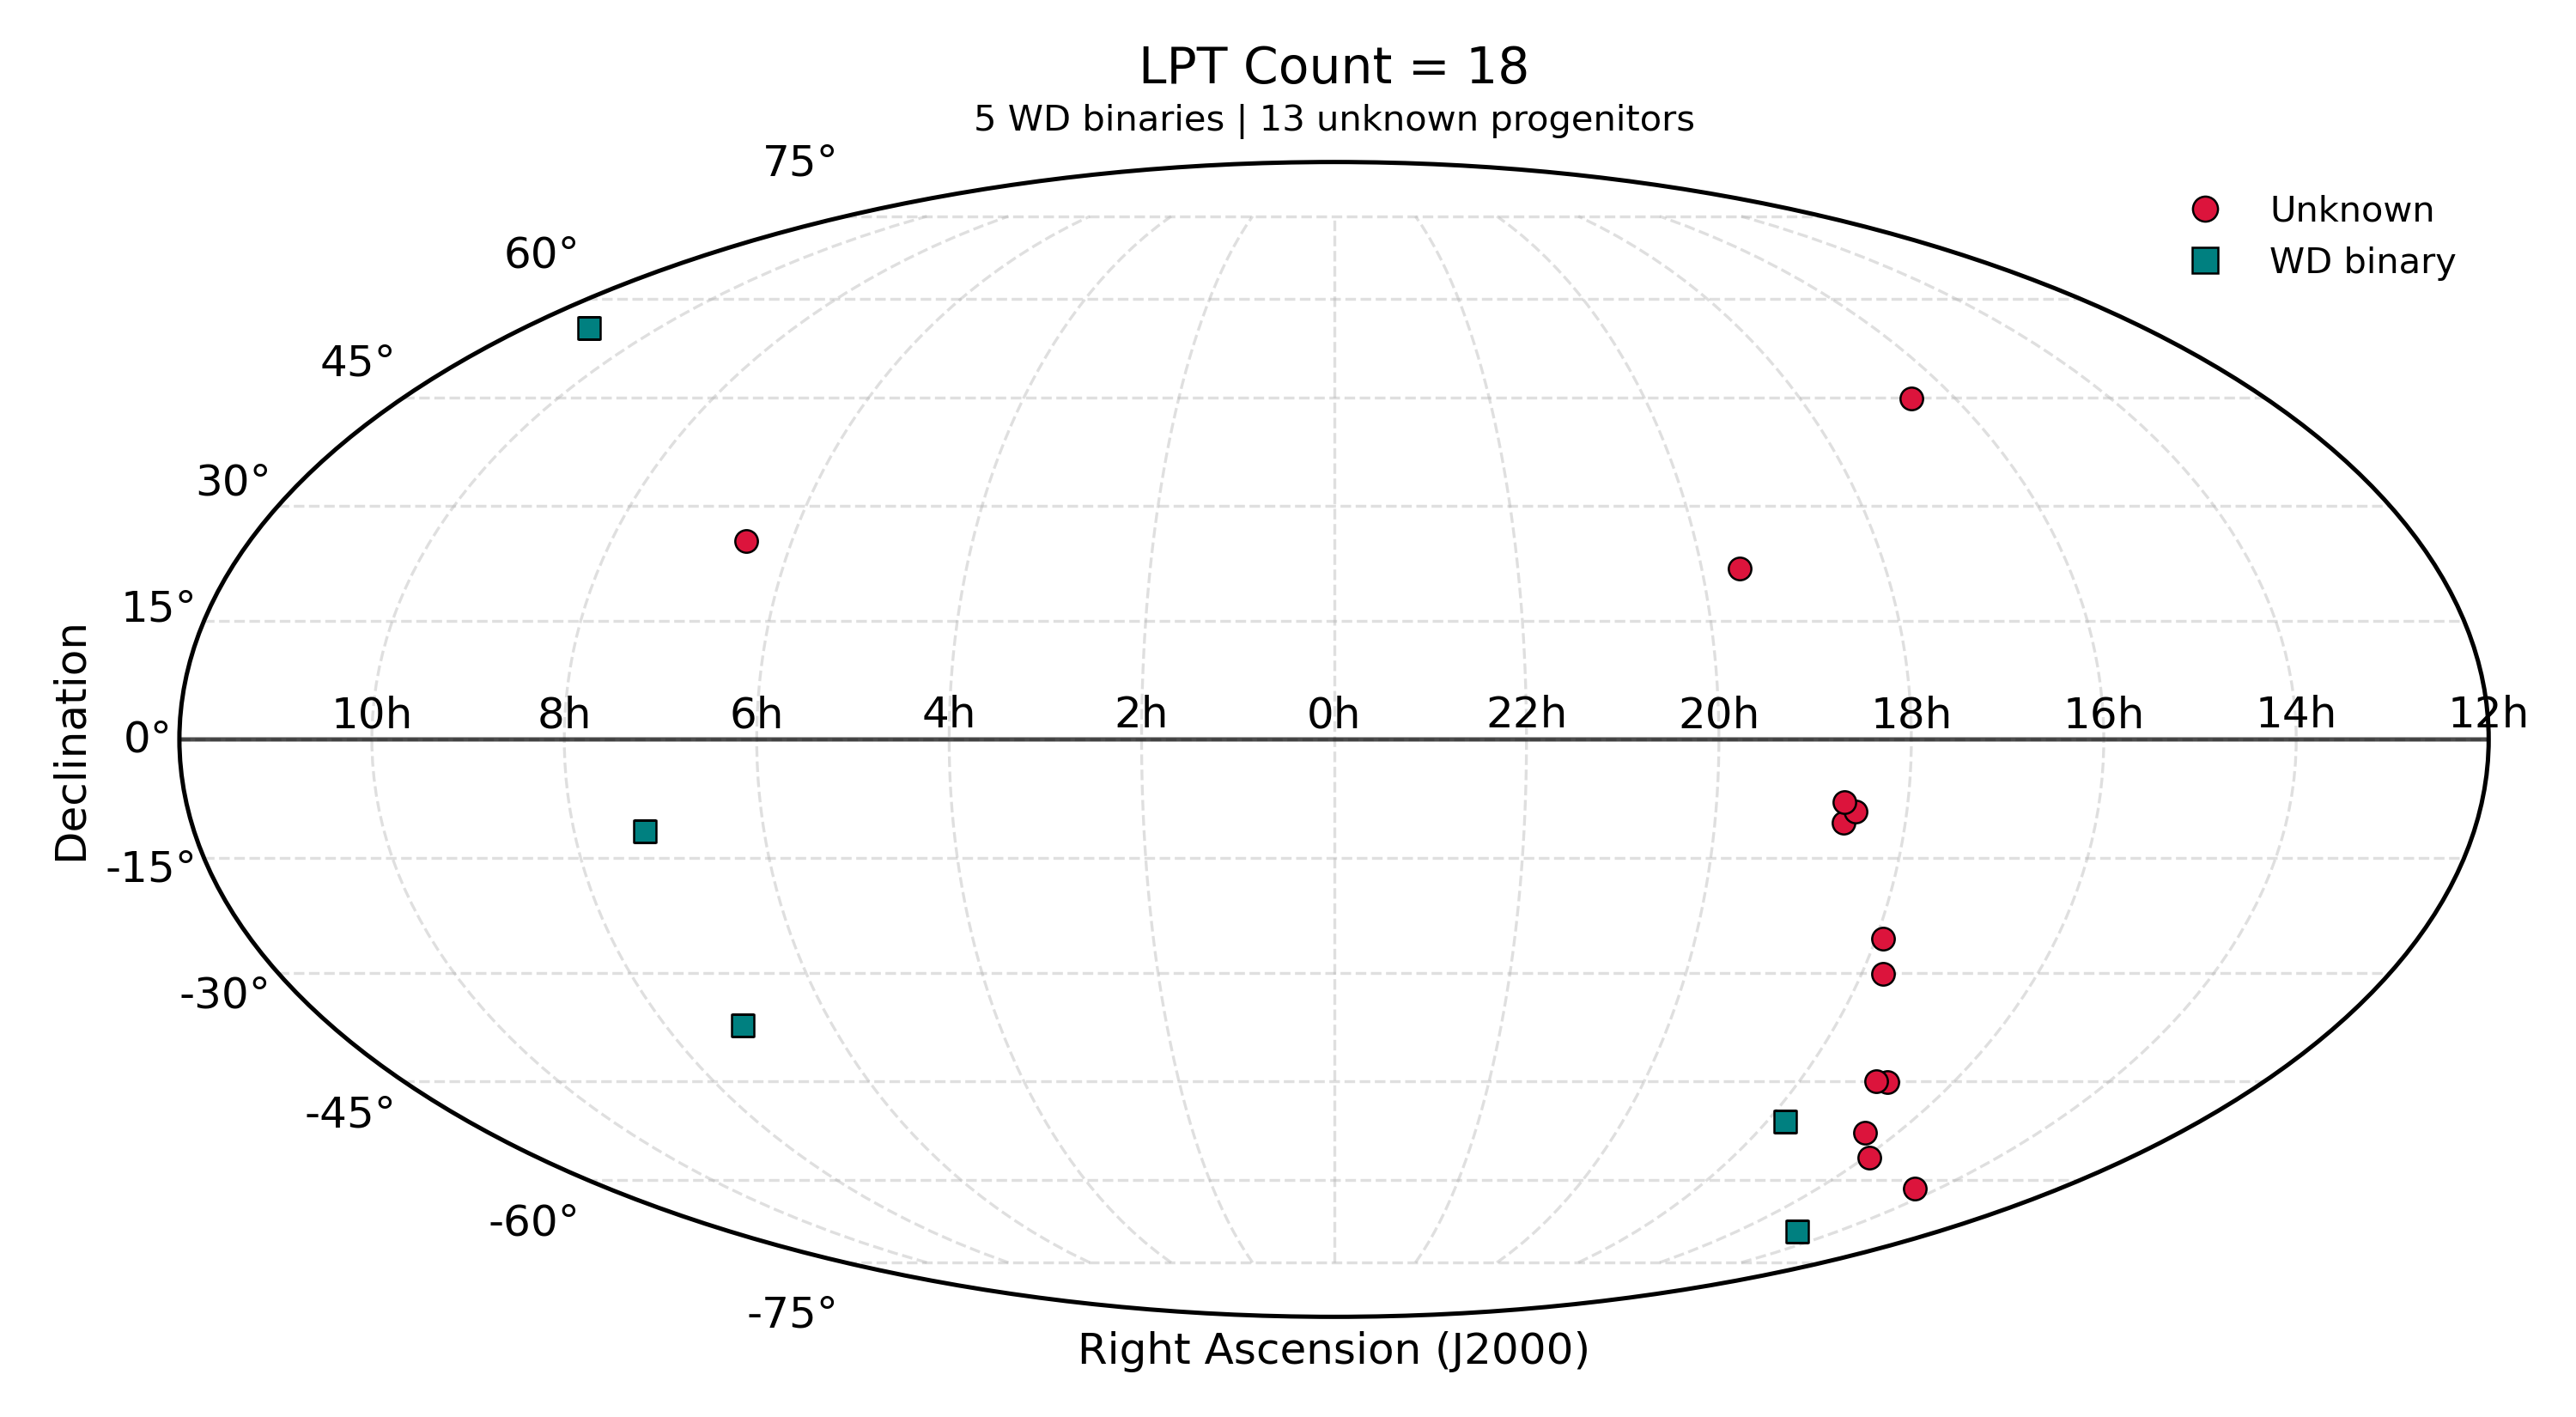 LPT Count = 18
5 WD binaries | 13 unknown progenitors
75°
Unknown
60°
WD binary
45°
30°
15°
10h 8h 6h 4h 2h 0h 22h 20h 18h 16h 14h 12h
0°
Declination
-15°
-30°
-45°
-60°
-75°
Right Ascension (J2000)